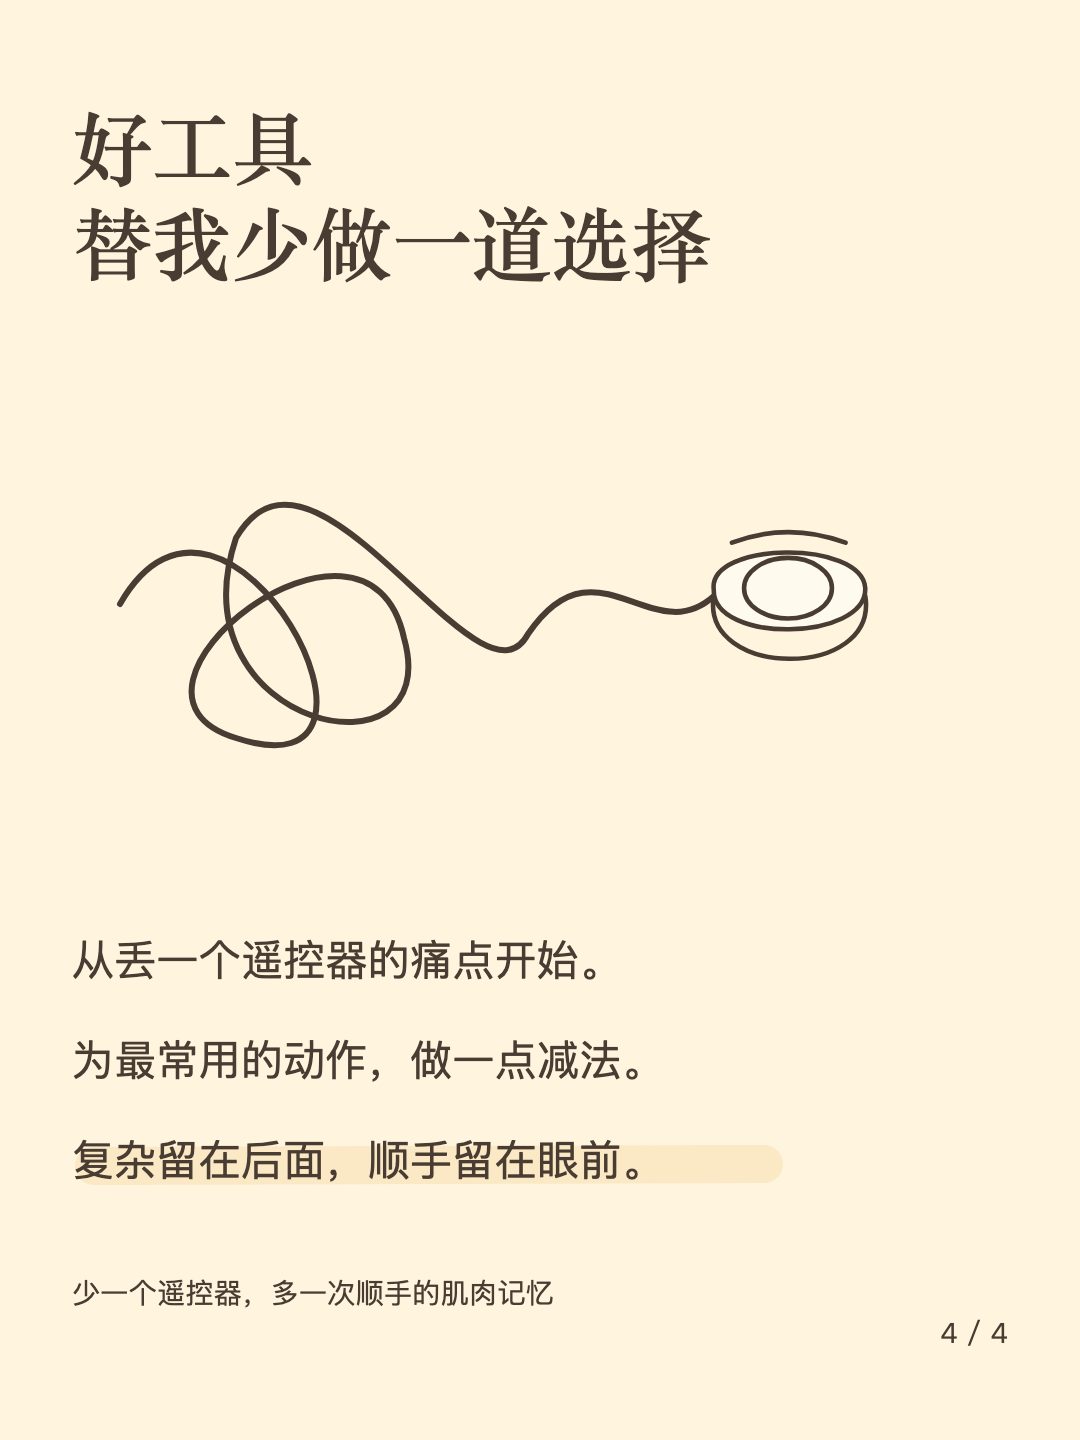 好工具
替我少做一道选择
从丢一个遥控器的痛点开始。
为最常用的动作，做一点减法。
复杂留在后面，顺手留在眼前。
少一个遥控器，多一次顺手的肌肉记忆
4 / 4